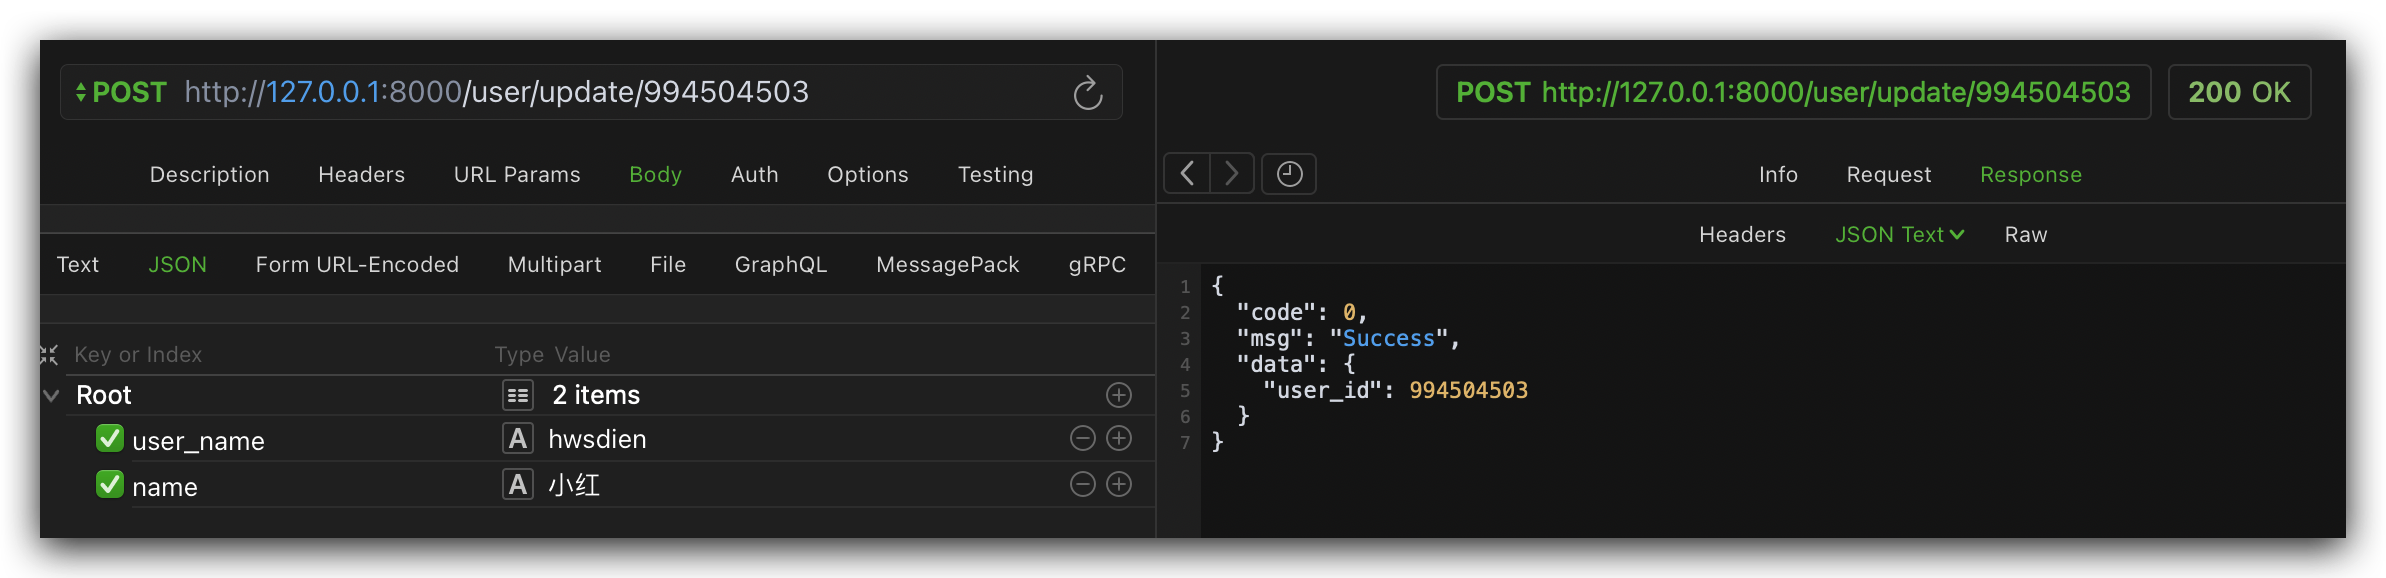 POST http://127.0.0.1:8000/user/update/994504503
Description Headers URL Params Body Auth Options Testing
Text JSON Form URL-Encoded Multipart File GraphQL MessagePack gRPC
Key or Index Type Value
Root 2 items
user_name A hwsdien
name A 小红
POST http://127.0.0.1:8000/user/update/994504503 200 OK
Info Request Response
Headers JSON Text Raw
1 {
2 "code": 0,
3 "msg": "Success",
4 "data": {
5 "user_id": 994504503
6 }
7 }